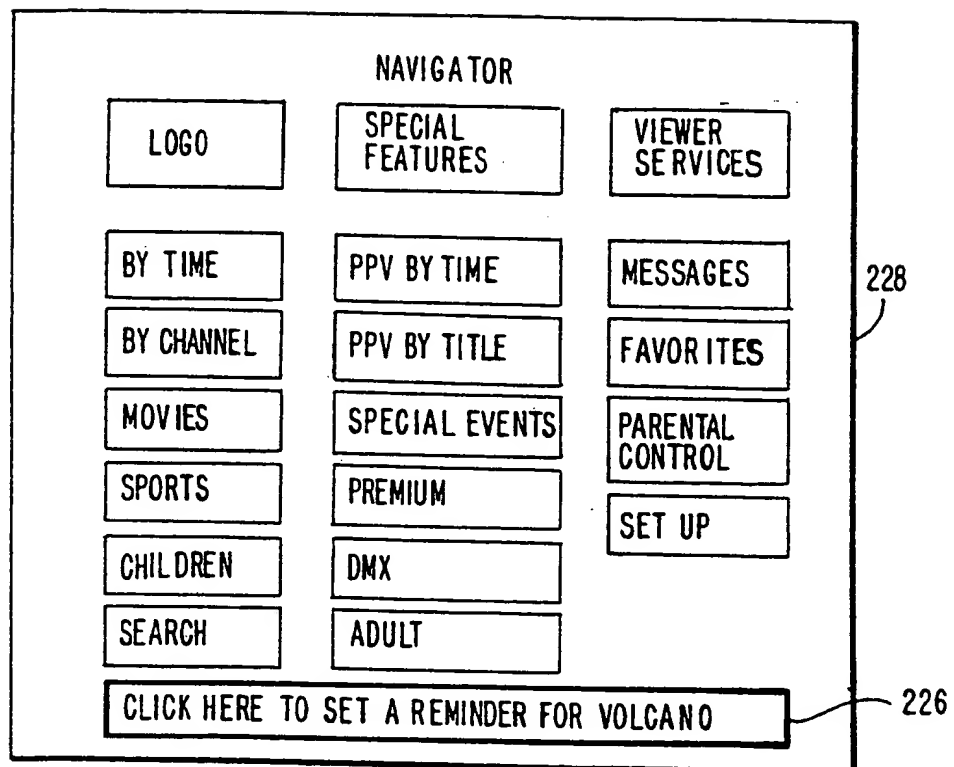 NAVIGATOR
LOGO
SPECIAL
FEATURES
VIEWER
SERVICES
BY TIME
PPV BY TIME
MESSAGES
228
BY CHANNEL
PPV BY TITLE
FAVORITES
MOVIES
SPECIAL EVENTS
PARENTAL
CONTROL
SPORTS
PREMIUM
SET UP
CHILDREN
DMX
SEARCH
ADULT
CLICK HERE TO SET A REMINDER FOR VOLCANO
226